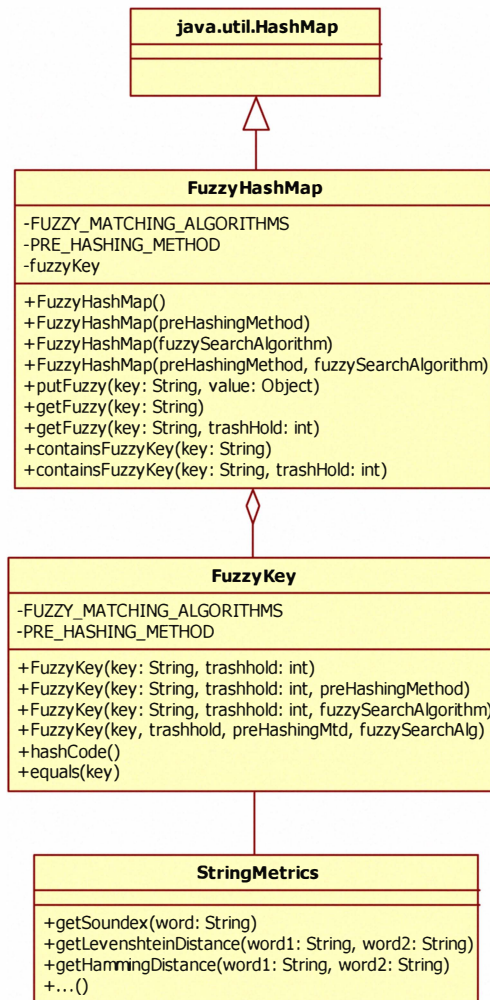 java.util.HashMap
FuzzyHashMap
-FUZZY_MATCHING_ALGORITHMS
-PRE_HASHING_METHOD
-fuzzyKey
+FuzzyHashMap()
+FuzzyHashMap(preHashingMethod)
+FuzzyHashMap(fuzzySearchAlgorithm)
+FuzzyHashMap(preHashingMethod, fuzzySearchAlgorithm)
+putFuzzy(key: String, value: Object)
+getFuzzy(key: String)
+getFuzzy(key: String, trashHold: int)
+containsFuzzyKey(key: String)
+containsFuzzyKey(key: String, trashHold: int)
FuzzyKey
-FUZZY_MATCHING_ALGORITHMS
-PRE_HASHING_METHOD
+FuzzyKey(key: String, trashhold: int)
+FuzzyKey(key: String, trashhold: int, preHashingMethod)
+FuzzyKey(key: String, trashhold: int, fuzzySearchAlgorithm)
+FuzzyKey(key, trashhold, preHashingMtd, fuzzySearchAlg)
+hashCode()
+equals(key)
StringMetrics
+getSoundex(word: String)
+getLevenshteinDistance(word1: String, word2: String)
+getHammingDistance(word1: String, word2: String)
+...()